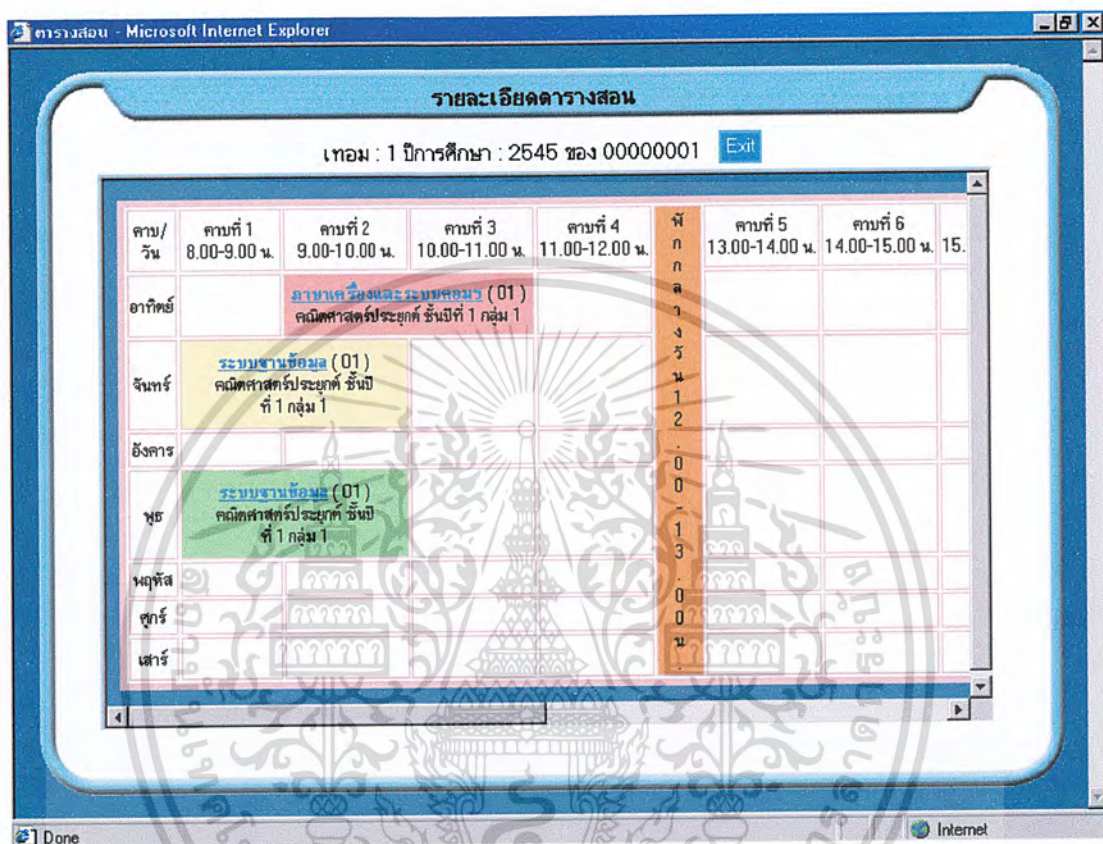 ตารางสอน - Microsoft Internet Explorer
รายละเอียดตารางสอน
เทอม : 1 ปีการศึกษา : 2545 ของ 00000001 Exit
คาบ/
วัน
คาบที่ 1
8.00-9.00 น.
คาบที่ 2
9.00-10.00 น.
คาบที่ 3
10.00-11.00 น.
คาบที่ 4
11.00-12.00 น.
พักกลางวัน12.00-13.00 น.
คาบที่ 5
13.00-14.00 น.
คาบที่ 6
14.00-15.00 น.
15.
อาทิตย์
ภาษาเครื่องและระบบคอมฯ (01)
คณิตศาสตร์ประยุกต์ ชั้นปีที่ 1 กลุ่ม 1
จันทร์
ระบบฐานข้อมูล (01)
คณิตศาสตร์ประยุกต์ ชั้นปี
ที่ 1 กลุ่ม 1
อังคาร
พุธ
ระบบฐานข้อมูล (01)
คณิตศาสตร์ประยุกต์ ชั้นปี
ที่ 1 กลุ่ม 1
พฤหัส
ศุกร์
เสาร์
Done
Internet